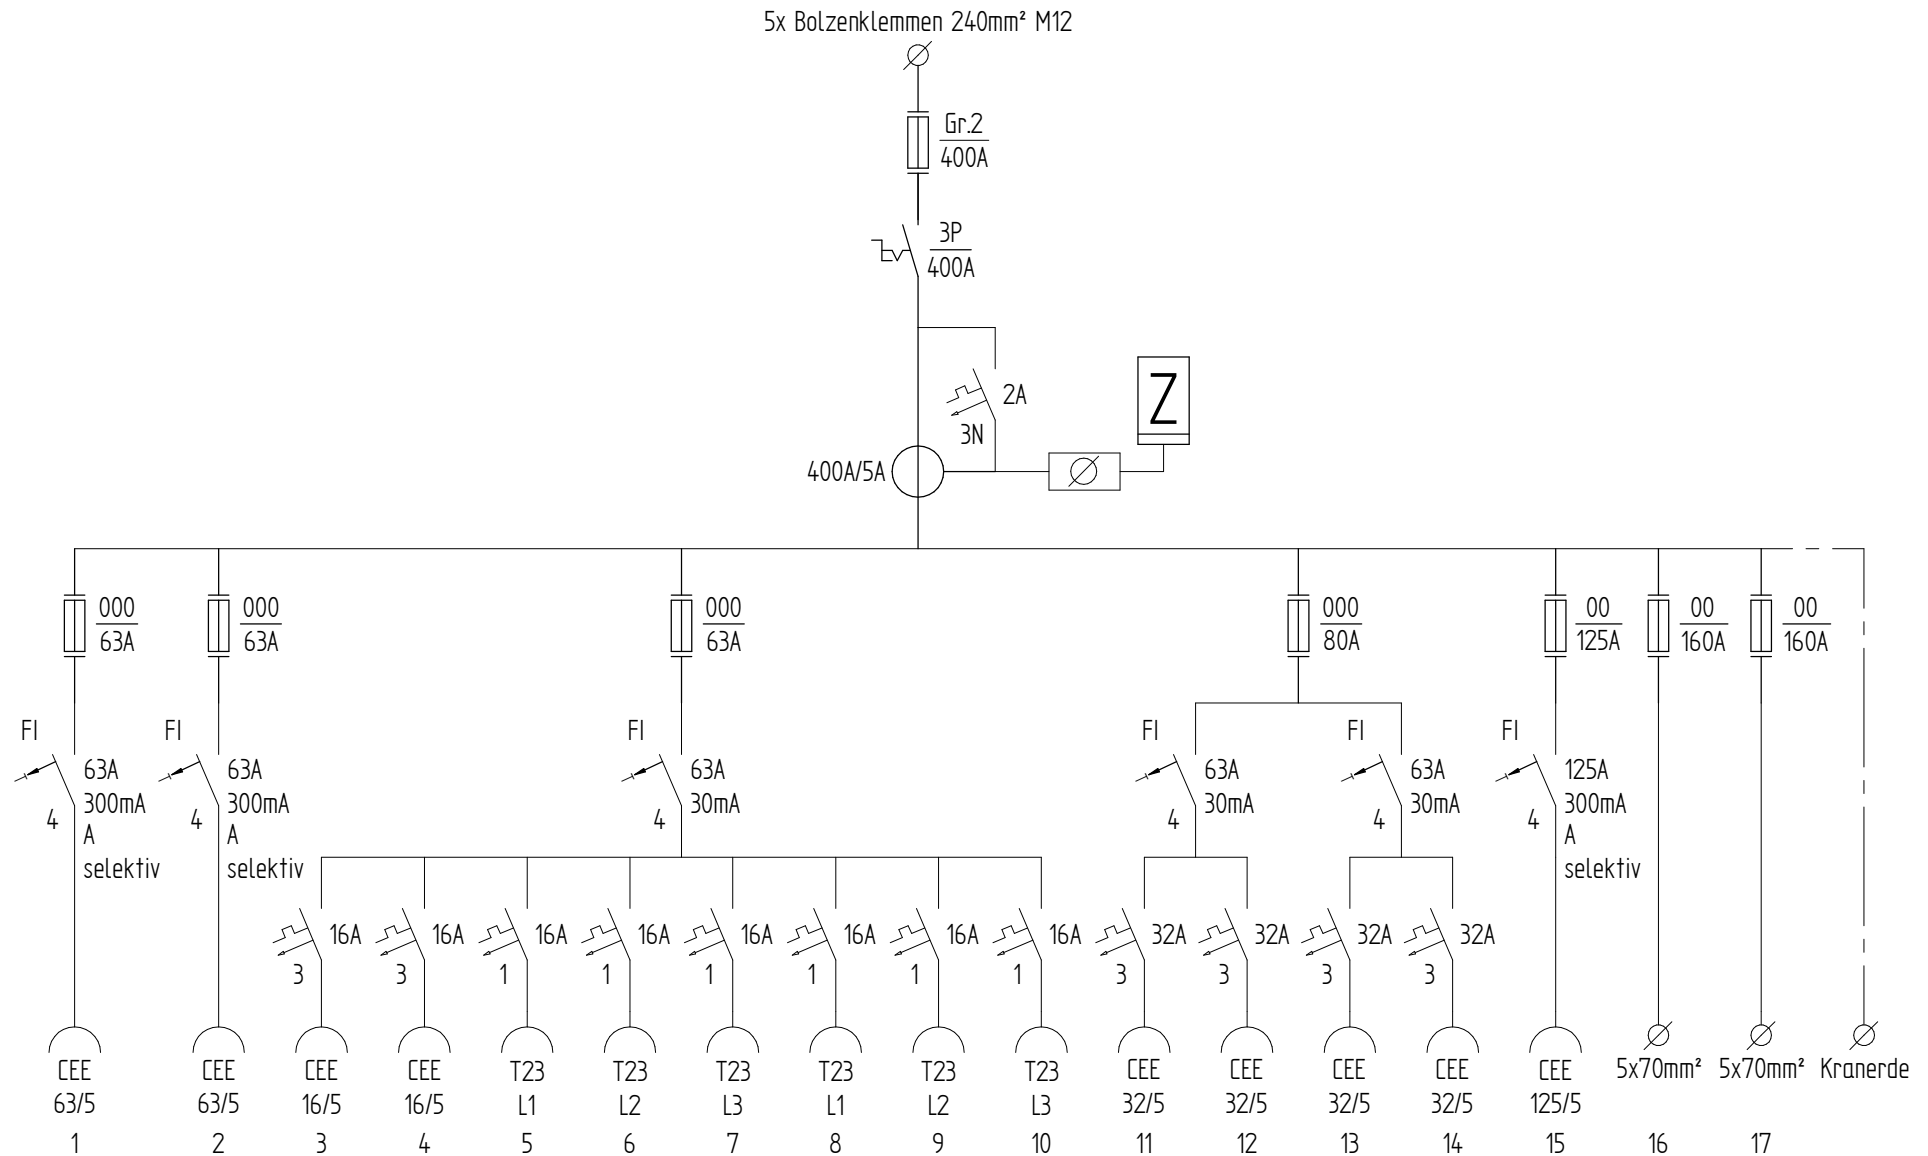 5x Bolzenklemmen 240mm² M12
Gr.2
400A
3P
400A
2A
3N
Z
400A/5A
000 000 000 000 00 00 00
63A 63A 63A 80A 125A 160A 160A
FI FI FI FI FI FI
63A 63A 63A 63A 63A 125A
300mA 300mA 30mA 30mA 30mA 300mA
4 4 4 4 4 4
A A A
selektiv selektiv selektiv
16A 16A 16A 16A 16A 16A 16A 16A 32A 32A 32A 32A
3 3 1 1 1 1 1 1 3 3 3 3
CEE CEE CEE CEE T23 T23 T23 T23 T23 T23 CEE CEE CEE CEE CEE 5x70mm² 5x70mm² Kranerde
63/5 63/5 16/5 16/5 L1 L2 L3 L1 L2 L3 32/5 32/5 32/5 32/5 125/5
1 2 3 4 5 6 7 8 9 10 11 12 13 14 15 16 17